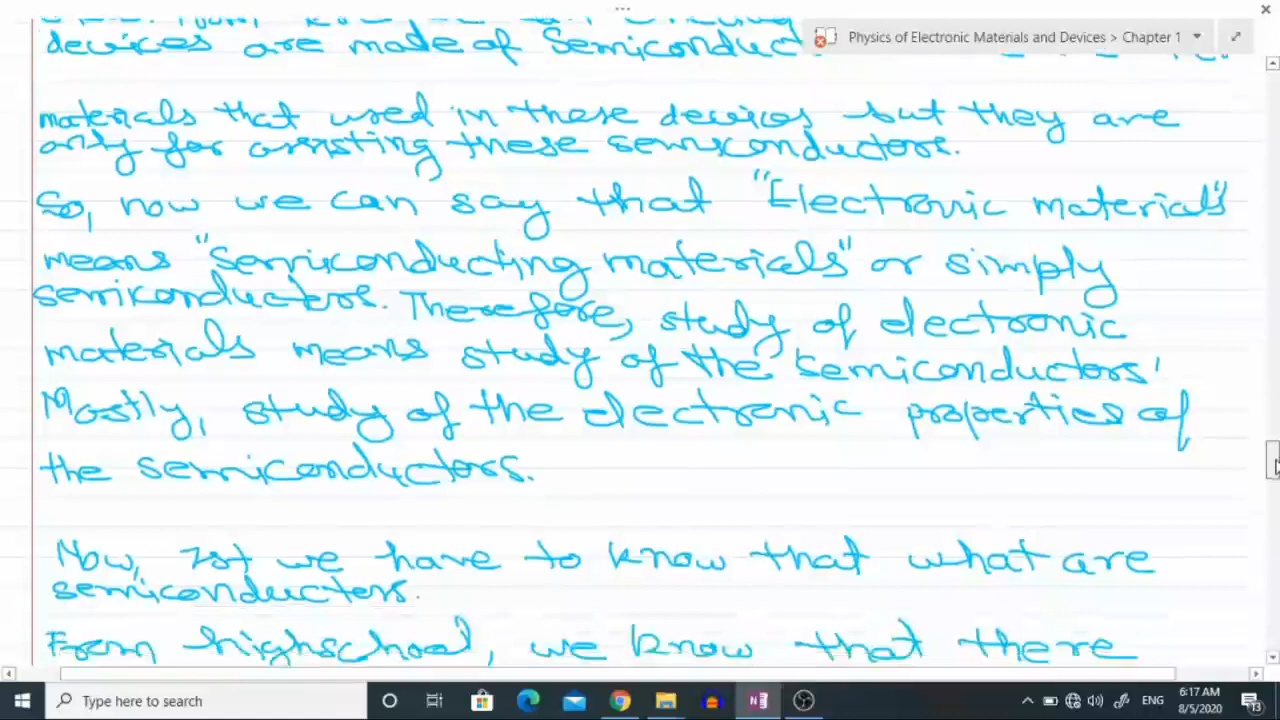 devices are made of Semiconduct
Physics of Electronic Materials and Devices > Chapter 1
materials that used in these devices but they are
only for assisting these semiconductors.
So, now we can say that "Electronic materials"
means "Semiconducting materials" or simply
semiconductors. Therefore, study of electronic
materials means study of the 'semiconductors'
Mostly, study of the electronic properties of
the semiconductors.
Now, 1st we have to know that what are
semiconductors.
From highschool, we know that there
Type here to search
ENG
6:17 AM
8/5/2020
13